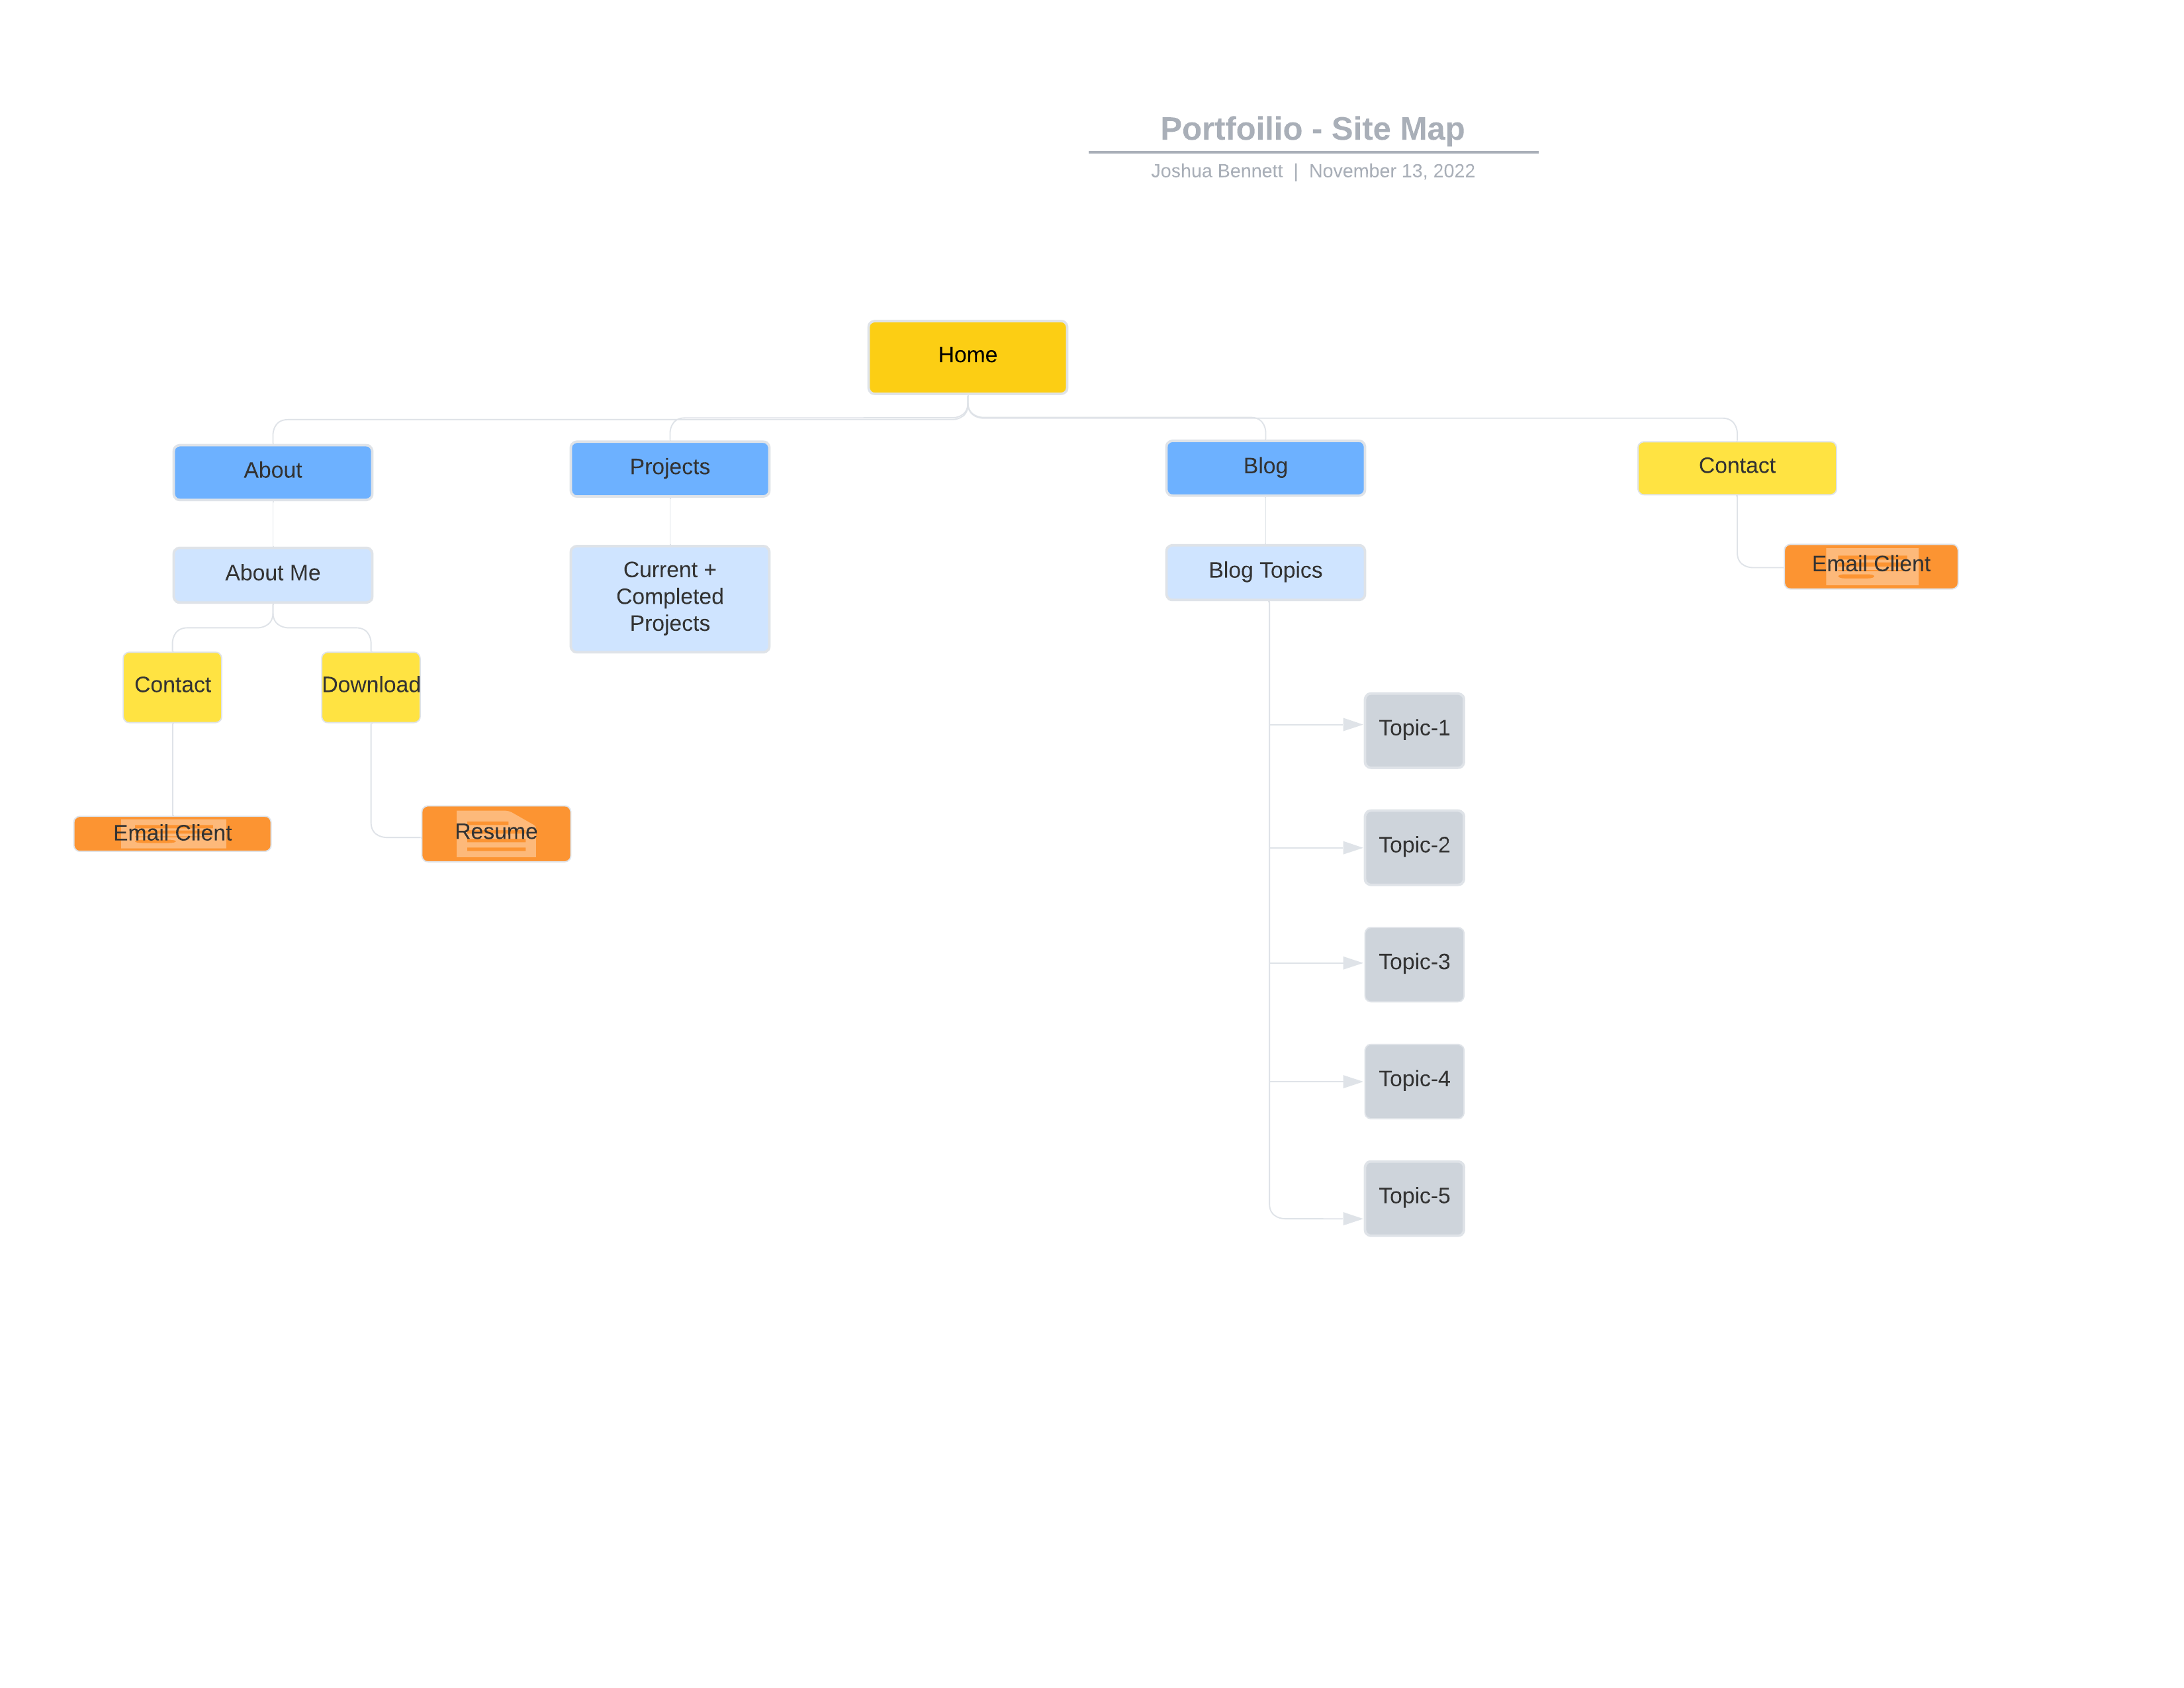 Portfoilio - Site Map
Joshua Bennett | November 13, 2022
Home
About
Projects
Blog
Contact
About Me
Current +
Completed
Projects
Blog Topics
Email Client
Contact
Download
Topic-1
Email Client
Resume
Topic-2
Topic-3
Topic-4
Topic-5